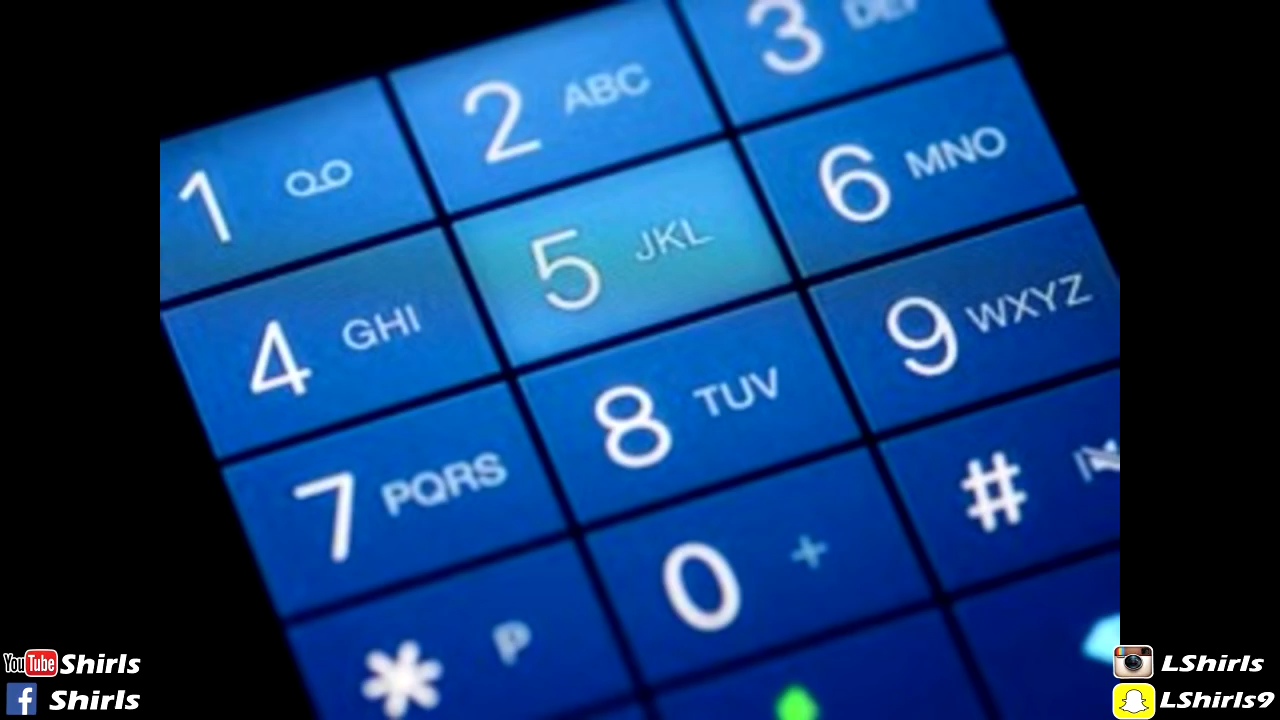 1
2 ABC
3 DEF
4 GHI
5 JKL
6 MNO
7 PQRS
8 TUV
9 WXYZ
* P
0 +
#
YouTube Shirls
Shirls
LShirls
LShirls9